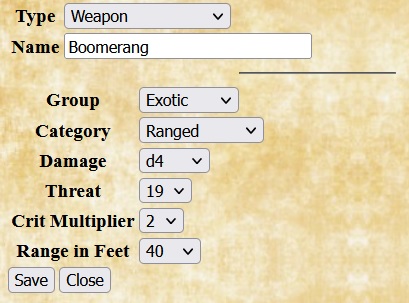 Type Weapon
Name Boomerang
Group Exotic
Category Ranged
Damage d4
Threat 19
Crit Multiplier 2
Range in Feet 40
Save Close